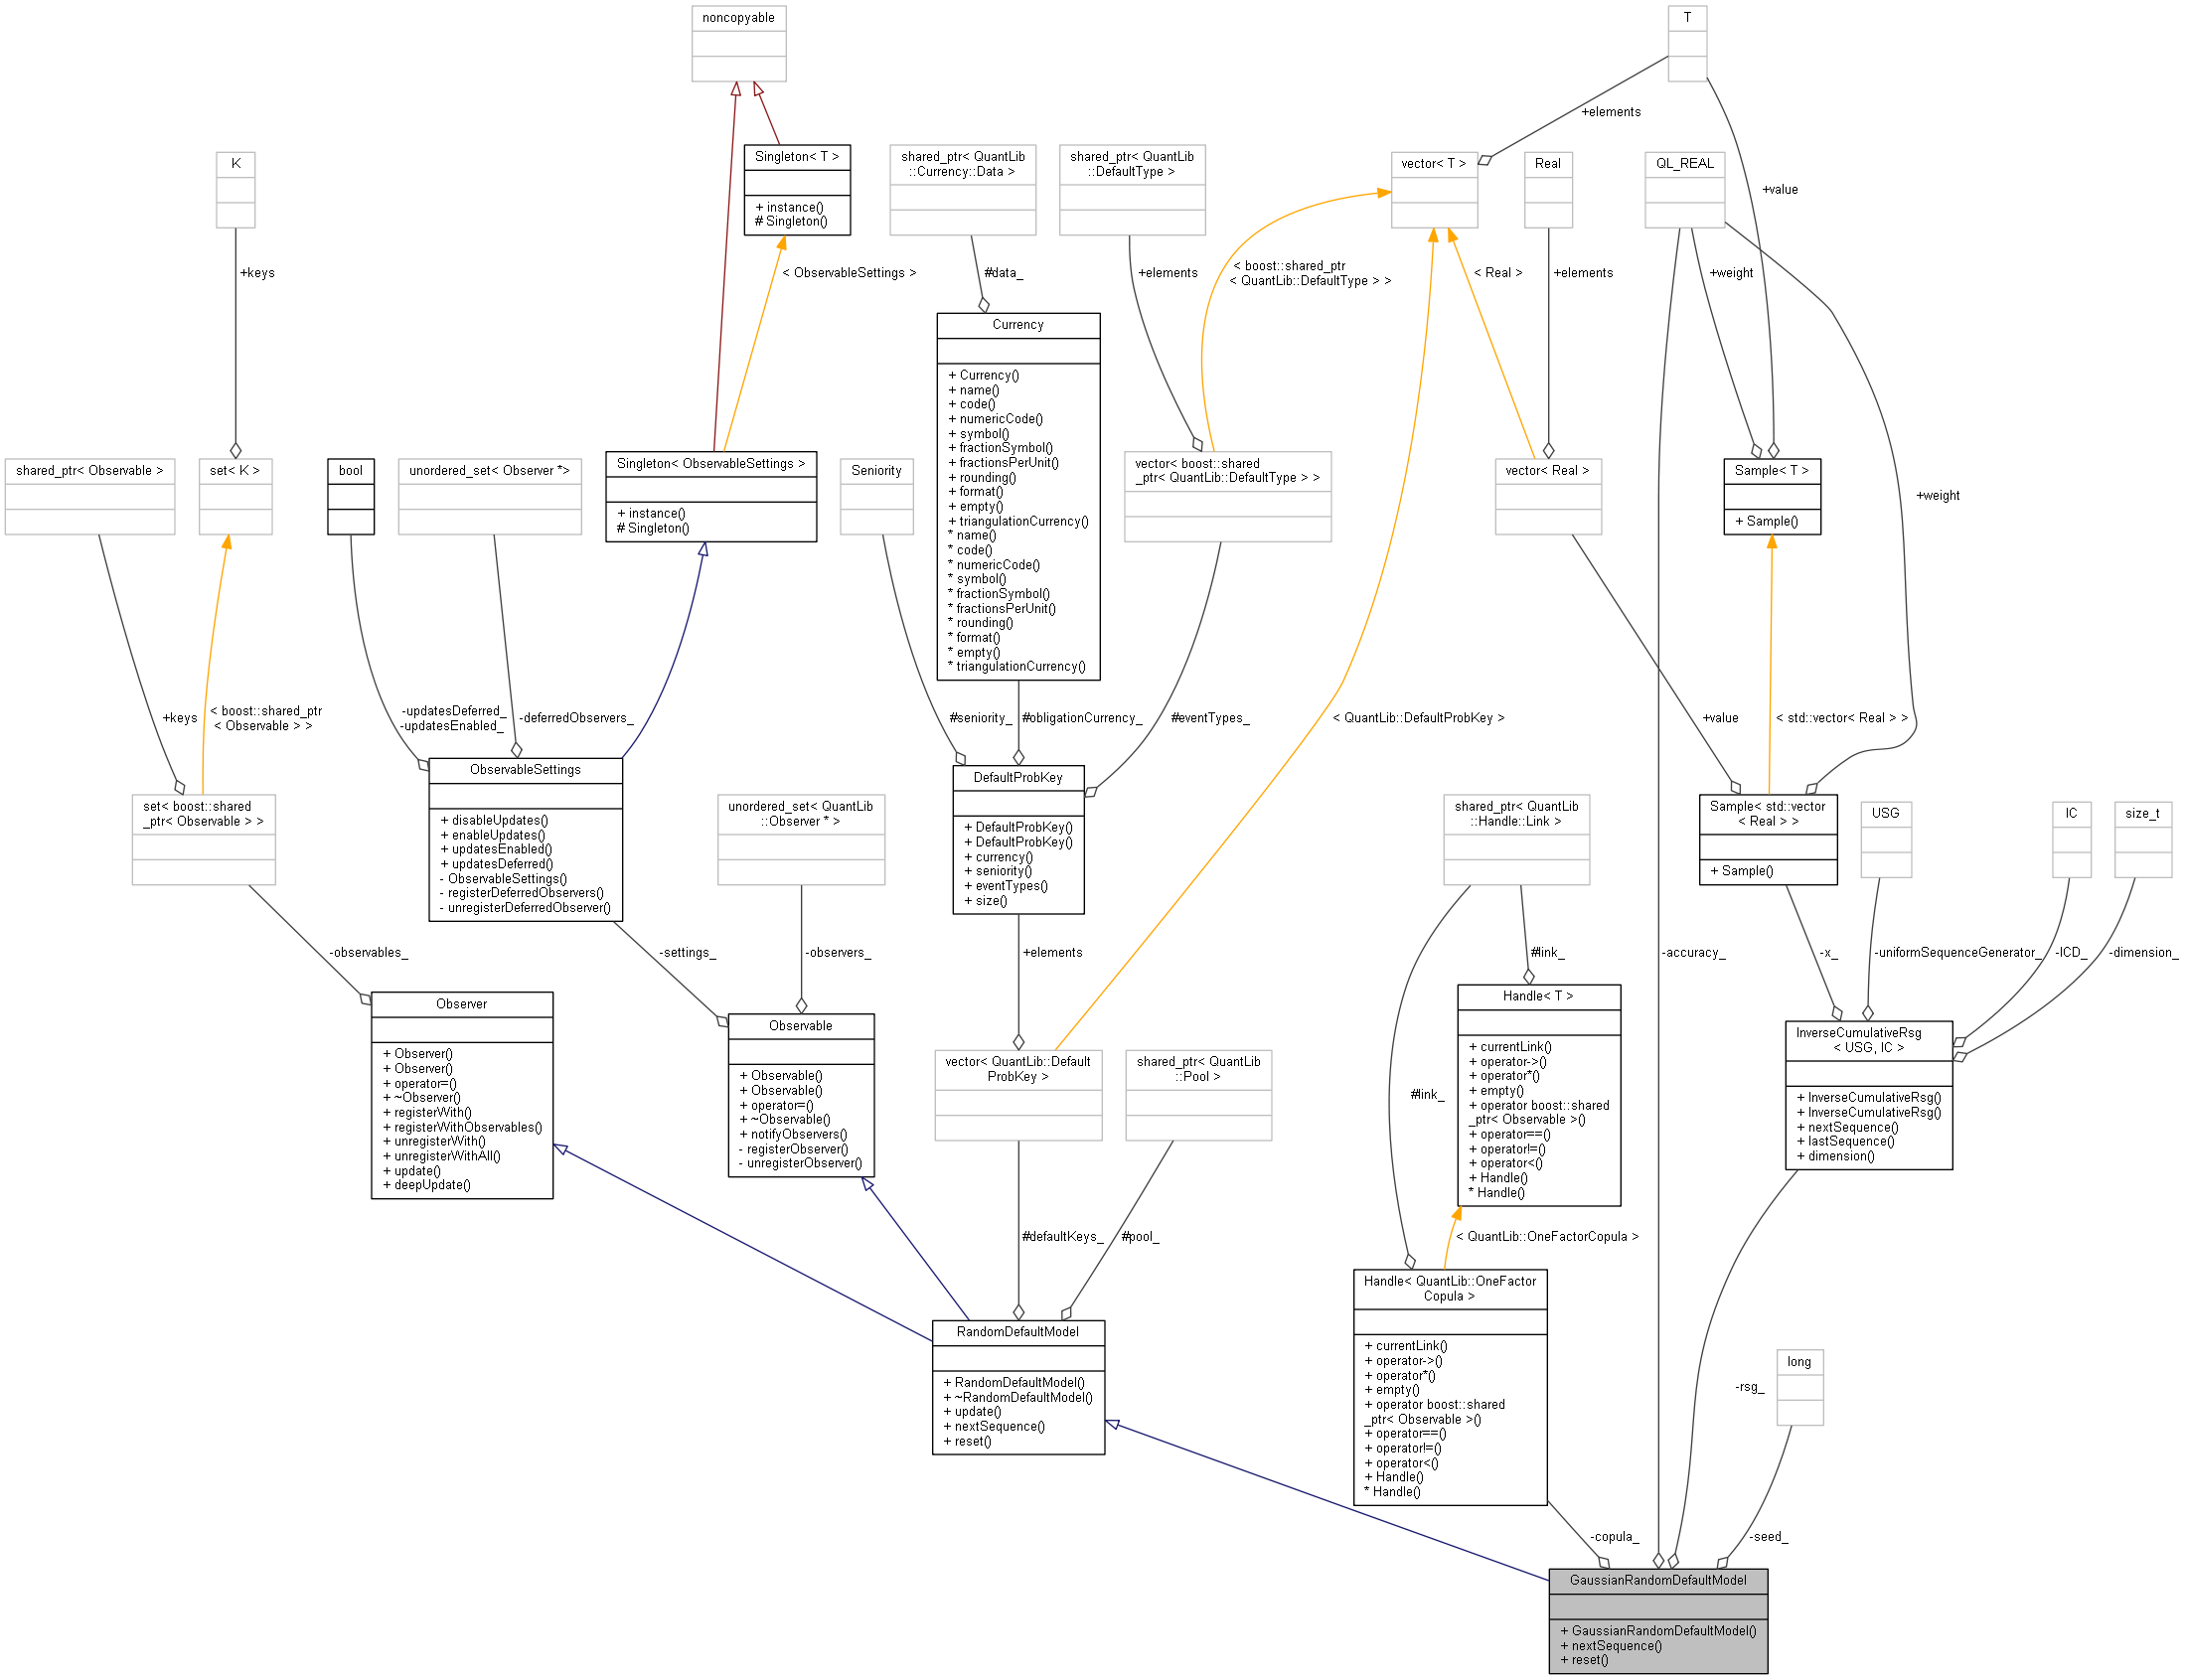 noncopyable
T
+elements
Singleton< T >
+ instance()
# Singleton()
shared_ptr< QuantLib
::Currency::Data >
shared_ptr< QuantLib
::DefaultType >
K
vector< T >
Real
QL_REAL
+value
+keys
< ObservableSettings >
#data_
+elements
< boost::shared_ptr
< QuantLib::DefaultType > >
< Real >
+elements
+weight
Currency
+ Currency()
+ name()
+ code()
+ numericCode()
+ symbol()
+ fractionSymbol()
+ fractionsPerUnit()
+ rounding()
+ format()
+ empty()
+ triangulationCurrency()
* name()
* code()
* numericCode()
* symbol()
* fractionSymbol()
* fractionsPerUnit()
* rounding()
* format()
* empty()
* triangulationCurrency()
shared_ptr< Observable >
set< K >
bool
unordered_set< Observer *>
Singleton< ObservableSettings >
+ instance()
# Singleton()
Seniority
vector< boost::shared
_ptr< QuantLib::DefaultType > >
vector< Real >
Sample< T >
+ Sample()
+weight
+keys
< boost::shared_ptr
< Observable > >
-updatesDeferred_
-updatesEnabled_
-deferredObservers_
#seniority_
#obligationCurrency_
#eventTypes_
< QuantLib::DefaultProbKey >
+value
< std::vector< Real > >
set< boost::shared
_ptr< Observable > >
ObservableSettings
+ disableUpdates()
+ enableUpdates()
+ updatesEnabled()
+ updatesDeferred()
- ObservableSettings()
- registerDeferredObservers()
- unregisterDeferredObserver()
unordered_set< QuantLib
::Observer * >
DefaultProbKey
+ DefaultProbKey()
+ DefaultProbKey()
+ currency()
+ seniority()
+ eventTypes()
+ size()
shared_ptr< QuantLib
::Handle::Link >
Sample< std::vector
< Real > >
+ Sample()
USG
IC
size_t
-observables_
-settings_
-observers_
+elements
#link_
-accuracy_
-x_
-uniformSequenceGenerator_
-ICD_
-dimension_
Observer
+ Observer()
+ Observer()
+ operator=()
+ ~Observer()
+ registerWith()
+ registerWithObservables()
+ unregisterWith()
+ unregisterWithAll()
+ update()
+ deepUpdate()
Observable
+ Observable()
+ Observable()
+ operator=()
+ ~Observable()
+ notifyObservers()
- registerObserver()
- unregisterObserver()
vector< QuantLib::Default
ProbKey >
shared_ptr< QuantLib
::Pool >
#link_
Handle< T >
+ currentLink()
+ operator->()
+ operator*()
+ empty()
+ operator boost::shared
_ptr< Observable >()
+ operator==()
+ operator!=()
+ operator<()
+ Handle()
* Handle()
InverseCumulativeRsg
< USG, IC >
+ InverseCumulativeRsg()
+ InverseCumulativeRsg()
+ nextSequence()
+ lastSequence()
+ dimension()
#defaultKeys_
#pool_
< QuantLib::OneFactorCopula >
RandomDefaultModel
+ RandomDefaultModel()
+ ~RandomDefaultModel()
+ update()
+ nextSequence()
+ reset()
Handle< QuantLib::OneFactor
Copula >
+ currentLink()
+ operator->()
+ operator*()
+ empty()
+ operator boost::shared
_ptr< Observable >()
+ operator==()
+ operator!=()
+ operator<()
+ Handle()
* Handle()
-rsg_
long
-copula_
-seed_
GaussianRandomDefaultModel
+ GaussianRandomDefaultModel()
+ nextSequence()
+ reset()